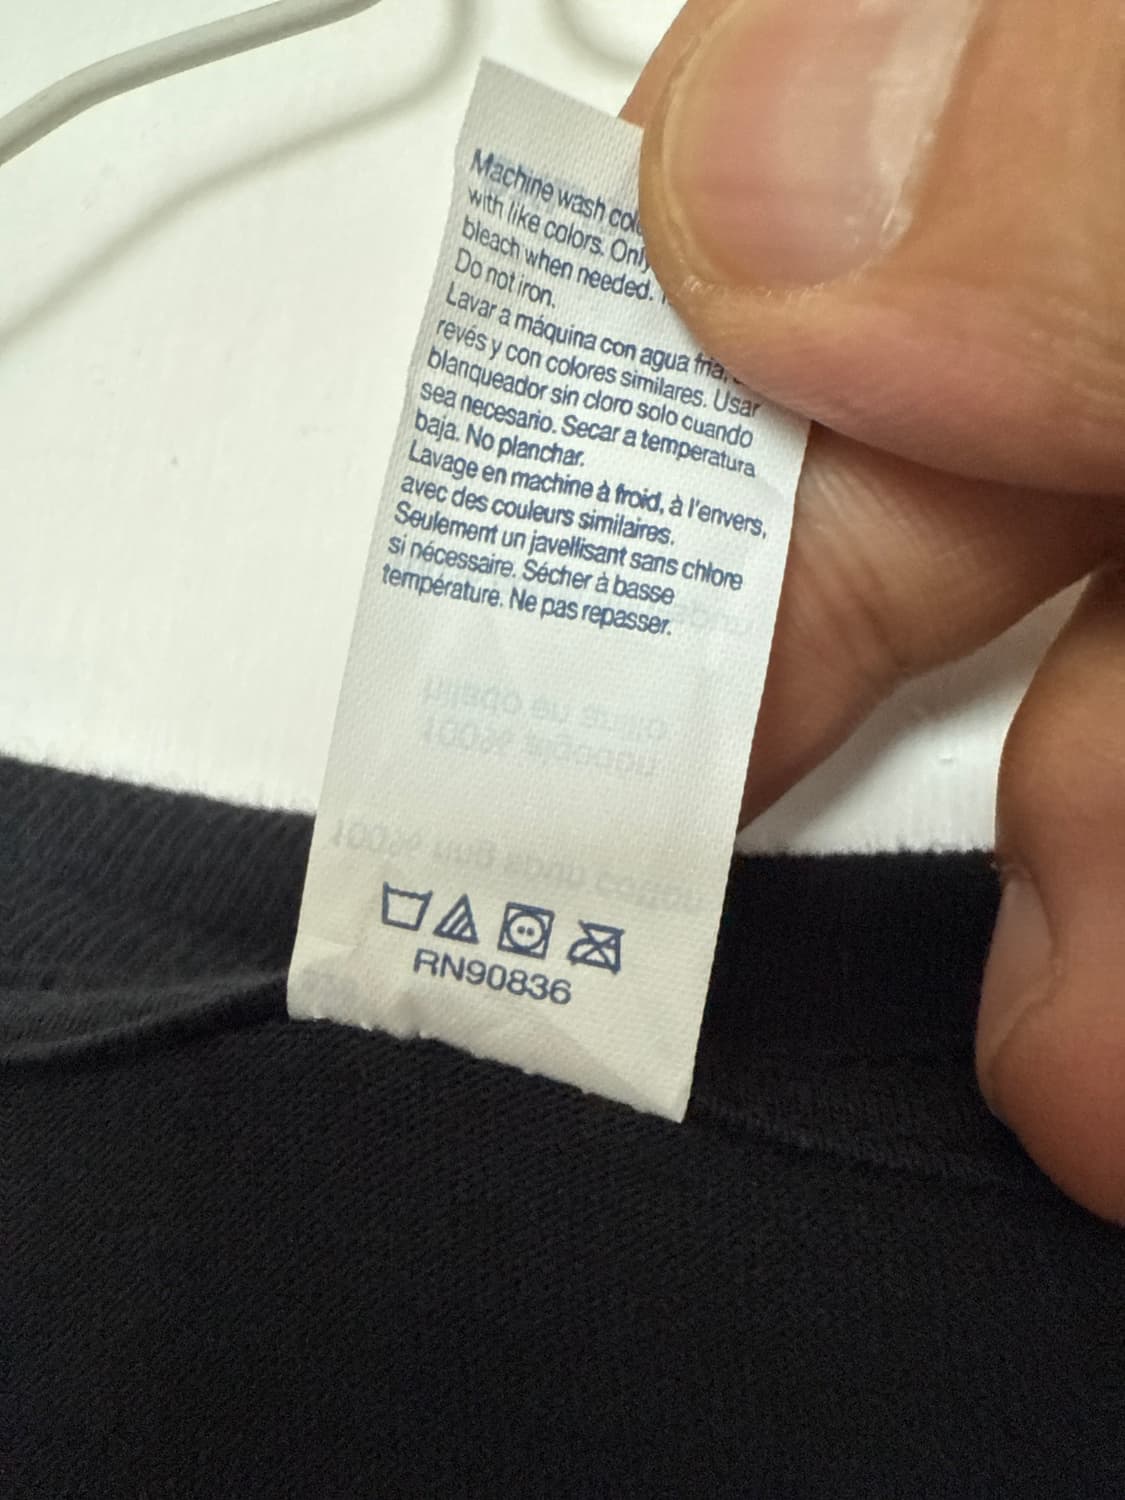 Machine wash
with like colors. Only
bleach when needed.
Do not iron.
Lavar a máquina con agua fría,
revés y con colores similares. Usar
blanqueador sin cloro solo cuando
sea necesario. Secar a temperatura
baja. No planchar.
Lavage en machine à froid, à l'envers,
avec des couleurs similaires.
Seulement un javellisant sans chlore
si nécessaire. Sécher à basse
température. Ne pas repasser.
RN90836